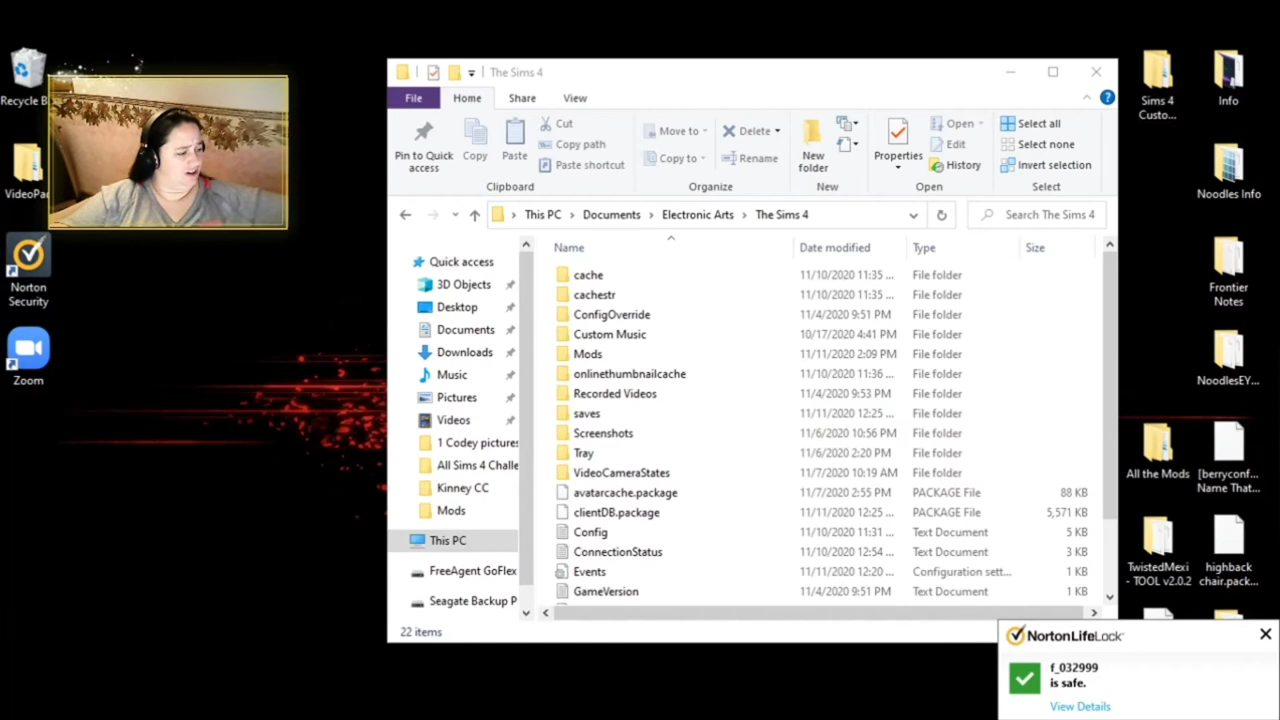 Recycle B
VideoPa
Norton
Security
Zoom
The Sims 4
File
Home
Share
View
Pin to Quick
access
Copy
Paste
Cut
Copy path
Paste shortcut
Clipboard
Move to
Copy to
Delete
Rename
Organize
New
folder
New
Properties
Open
Edit
History
Open
Select all
Select none
Invert selection
Select
This PC > Documents > Electronic Arts > The Sims 4
Search The Sims 4
Quick access
3D Objects
Desktop
Documents
Downloads
Music
Pictures
Videos
1 Codey pictures
All Sims 4 Challe
Kinney CC
Mods
This PC
FreeAgent GoFlex
Seagate Backup P
Name Date modified Type Size
cache 11/10/2020 11:35 ... File folder
cachestr 11/10/2020 11:35 ... File folder
ConfigOverride 11/4/2020 9:51 PM File folder
Custom Music 10/17/2020 4:41 PM File folder
Mods 11/11/2020 2:09 PM File folder
onlinethumbnailcache 11/10/2020 11:36 ... File folder
Recorded Videos 11/4/2020 9:53 PM File folder
saves 11/11/2020 12:25 ... File folder
Screenshots 11/6/2020 10:56 PM File folder
Tray 11/6/2020 2:20 PM File folder
VideoCameraStates 11/7/2020 10:19 AM File folder
avatarcache.package 11/7/2020 2:55 PM PACKAGE File 88 KB
clientDB.package 11/11/2020 12:25 ... PACKAGE File 5,571 KB
Config 11/10/2020 11:31 ... Text Document 5 KB
ConnectionStatus 11/10/2020 12:54 ... Text Document 3 KB
Events 11/11/2020 12:20 ... Configuration sett... 1 KB
GameVersion 11/4/2020 9:51 PM Text Document 1 KB
22 items
Sims 4
Custo...
Info
Noodles Info
Frontier
Notes
NoodlesEY...
All the Mods
[berryconf...
Name That...
TwistedMexi
- TOOL v2.0.2
highback
chair.pack...
NortonLifeLock
f_032999
is safe.
View Details